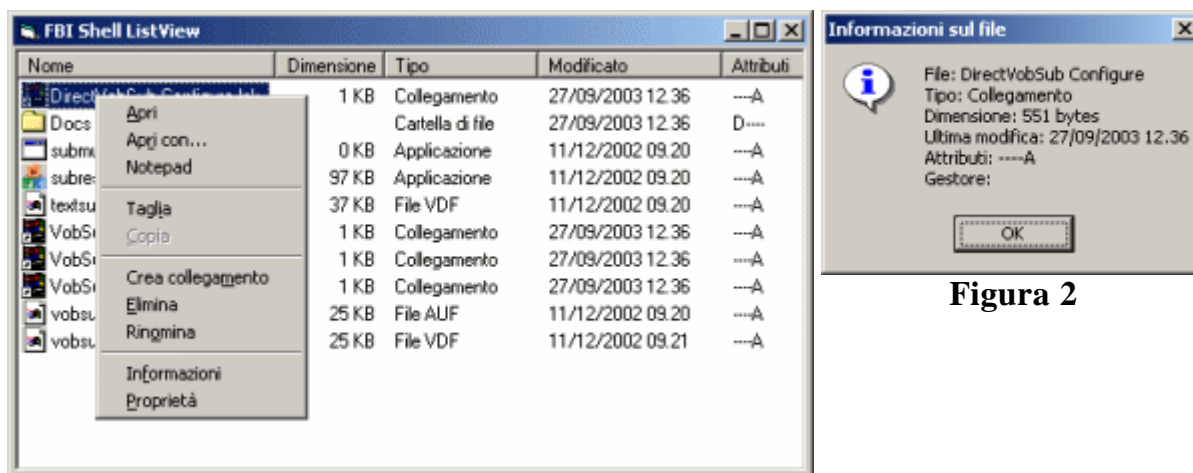 FBI Shell ListView
Nome Dimensione Tipo Modificato Attributi
1 KB Collegamento 27/09/2003 12.36 ----A
Docs Cartella di file 27/09/2003 12.36 D----
0 KB Applicazione 11/12/2002 09.20 ----A
97 KB Applicazione 11/12/2002 09.20 ----A
37 KB File VDF 11/12/2002 09.20 ----A
1 KB Collegamento 27/09/2003 12.36 ----A
1 KB Collegamento 27/09/2003 12.36 ----A
1 KB Collegamento 27/09/2003 12.36 ----A
25 KB File AUF 11/12/2002 09.20 ----A
25 KB File VDF 11/12/2002 09.21 ----A
Apri
Apri con...
Notepad
Taglia
Copia
Crea collegamento
Elimina
Ringmina
Informazioni
Proprietà
Informazioni sul file
File: DirectVobSub Configure
Tipo: Collegamento
Dimensione: 551 bytes
Ultima modifica: 27/09/2003 12.36
Attributi: ----A
Gestore:
OK
Figura 2